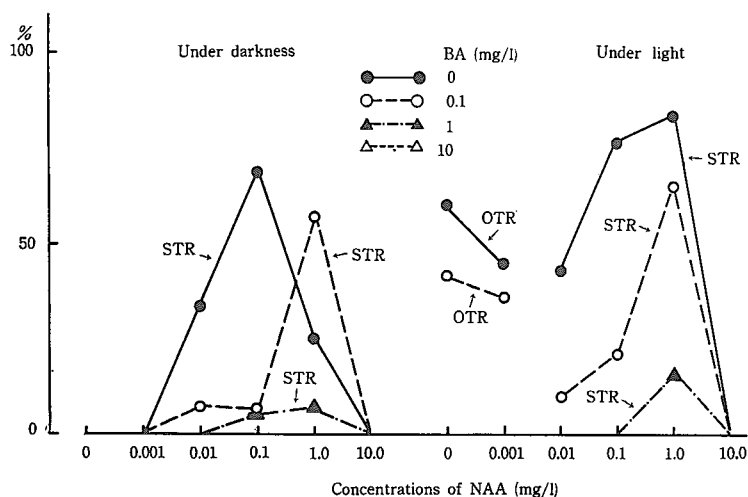 %
100
50
0
Under darkness
BA (mg/l)
0
0.1
1
10
Under light
STR
STR
STR
OTR
OTR
STR
STR
STR
0 0.001 0.01 0.1 1.0 10.0 0 0.001 0.01 0.1 1.0 10.0
Concentrations of NAA (mg/l)